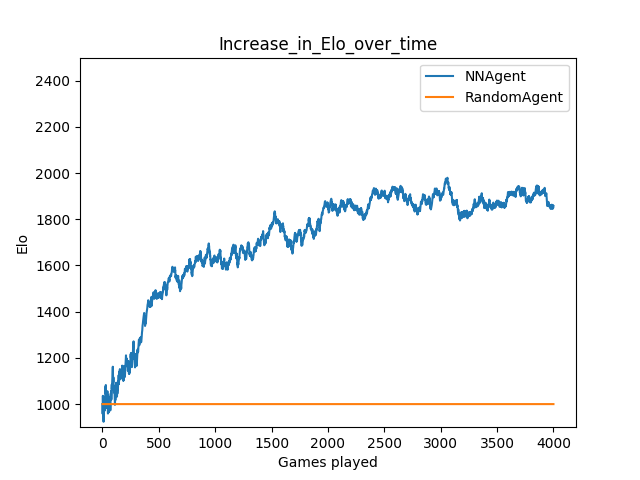 Increase_in_Elo_over_time
NNAgent
RandomAgent
2400
2200
2000
1800
1600
1400
1200
1000
Elo
0 500 1000 1500 2000 2500 3000 3500 4000
Games played